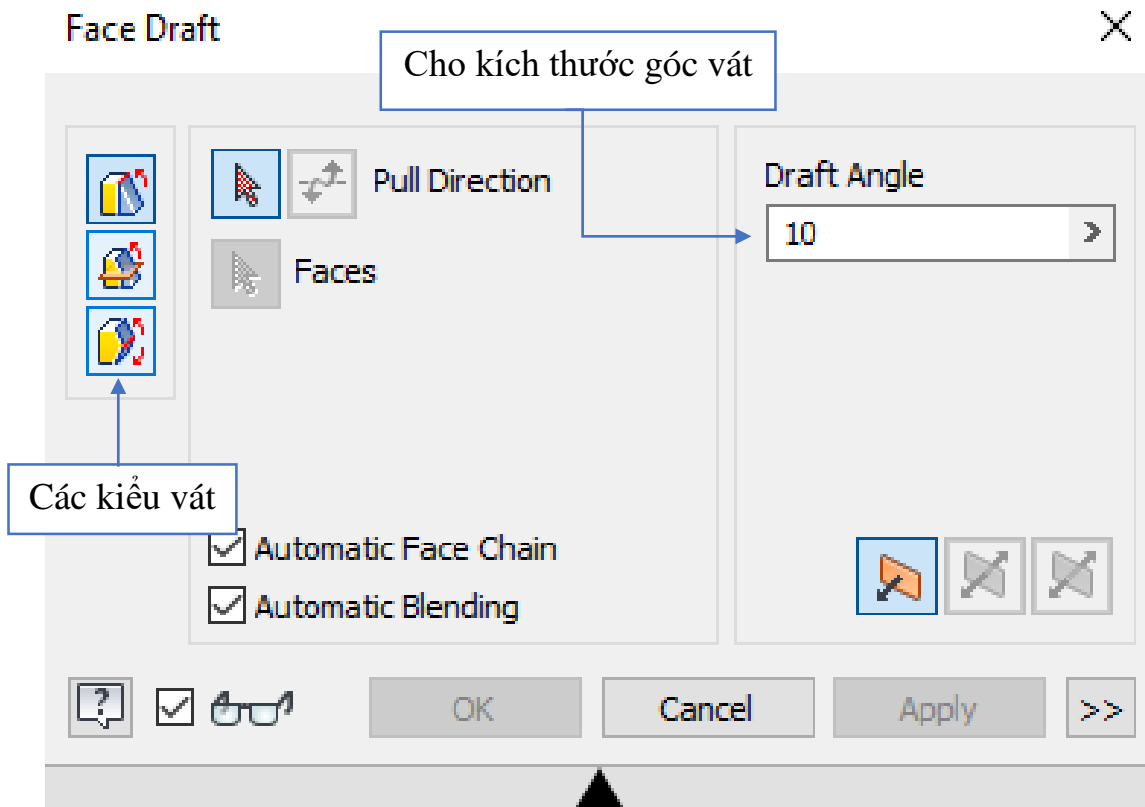 Face Draft
Cho kích thước góc vát
Pull Direction
Draft Angle
10
Faces
Các kiểu vát
Automatic Face Chain
Automatic Blending
?
OK
Cancel
Apply
>>